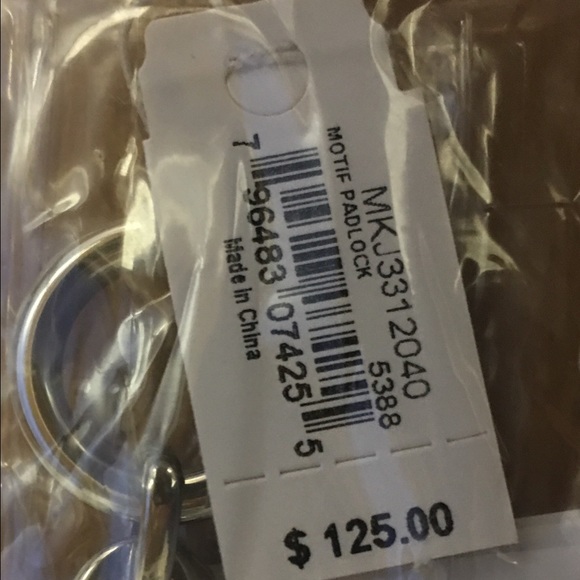 MKJ3312040
5388
MOTIF PADLOCK
7 96483 07425 5
Made in China
$ 125.00